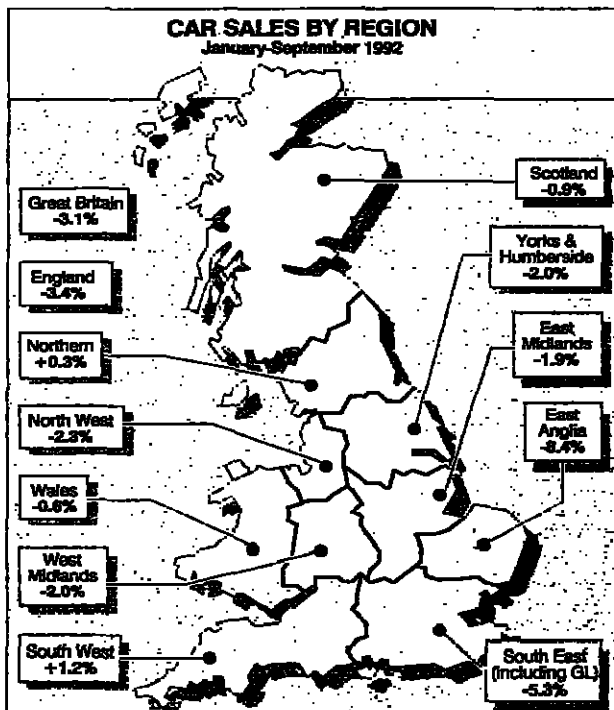 CAR SALES BY REGION
January-September 1992
Scotland
-0.9%
Great Britain
-3.1%
Yorks &
Humberside
-2.0%
England
-3.4%
East
Midlands
-1.9%
Northern
+0.3%
East
Anglia
-8.4%
North West
-2.3%
Wales
-0.6%
West
Midlands
-2.0%
South West
+1.2%
South East
(including GL)
-5.3%